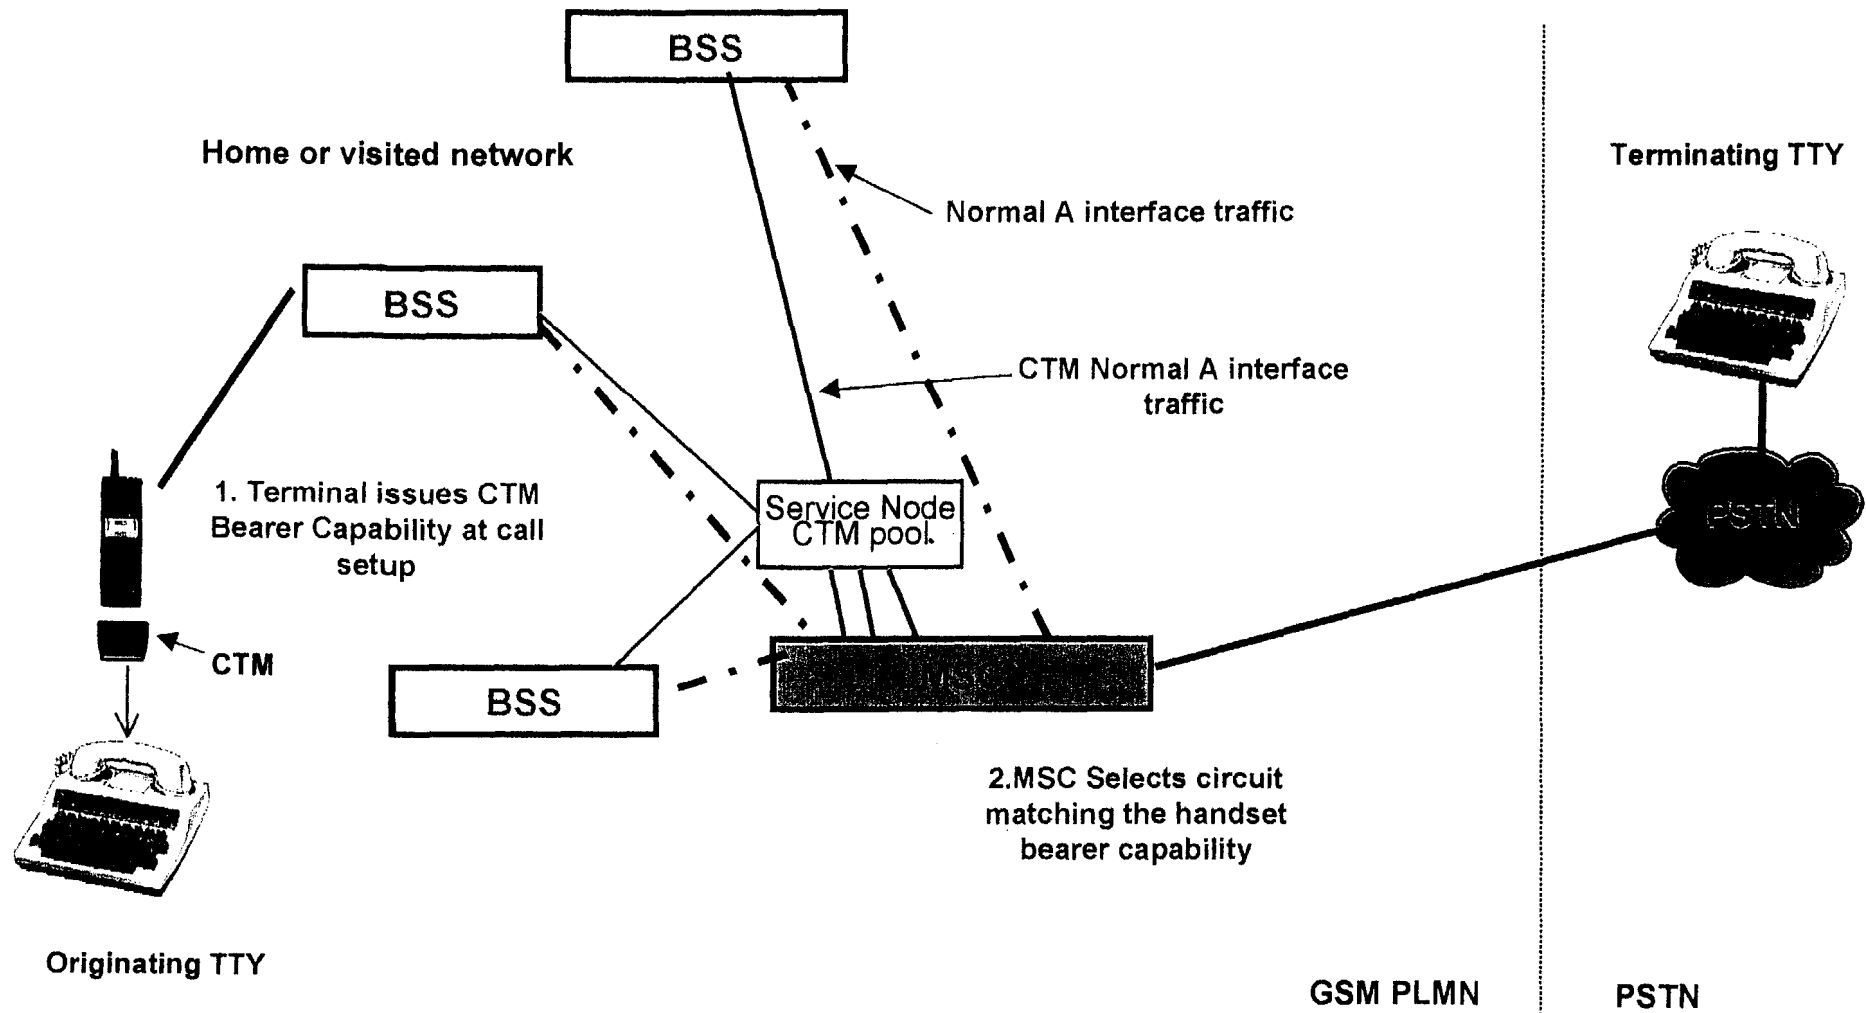 BSS
Home or visited network
Terminating TTY
Normal A interface traffic
BSS
CTM Normal A interface
traffic
1. Terminal issues CTM
Bearer Capability at call
setup
Service Node
CTM pool.
PSTN
CTM
MSC
BSS
2.MSC Selects circuit
matching the handset
bearer capability
Originating TTY
GSM PLMN
PSTN